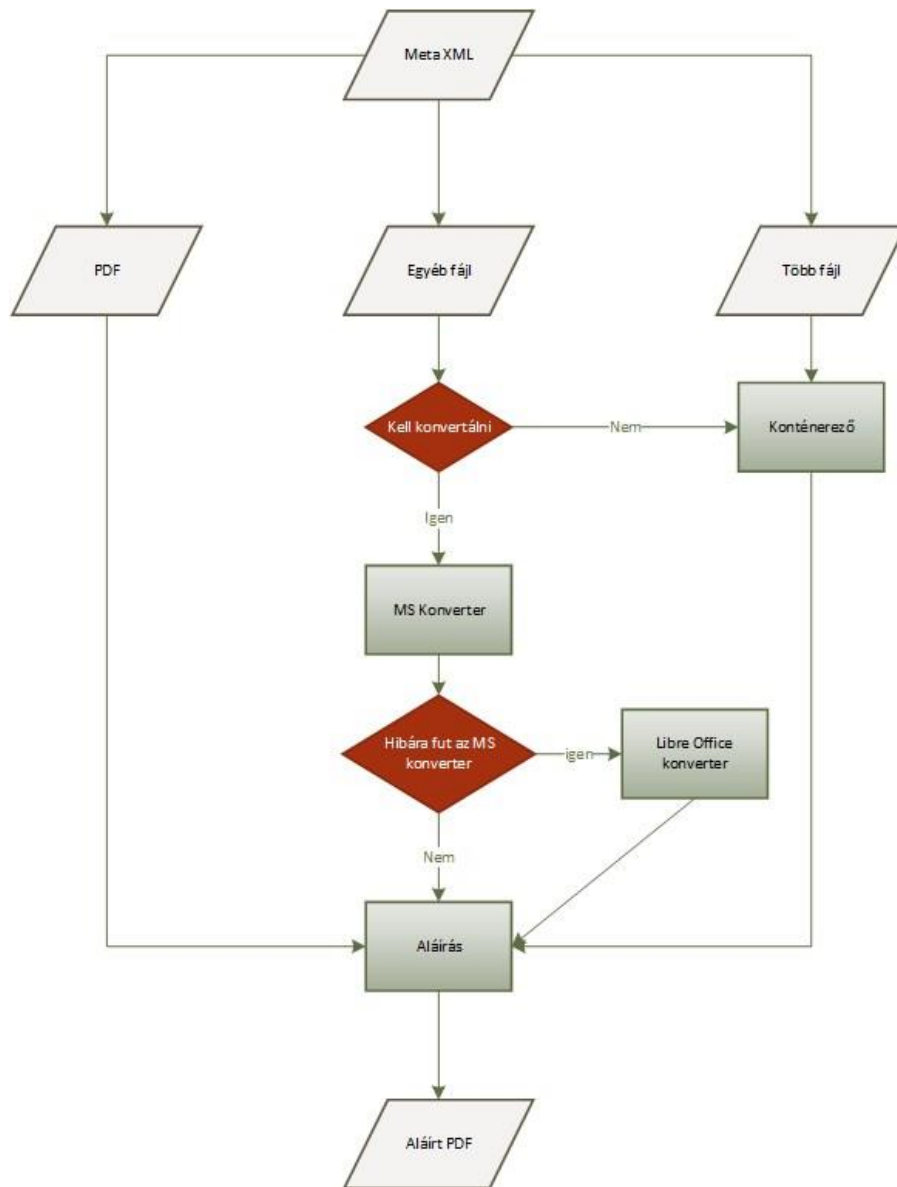 Meta XML
PDF
Egyéb fájl
Több fájl
Kell konvertálni
Nem
Konténerező
Igen
MS Konverter
Hibára fut az MS
konverter
igen
Libre Office
konverter
Nem
Aláírás
Aláírt PDF